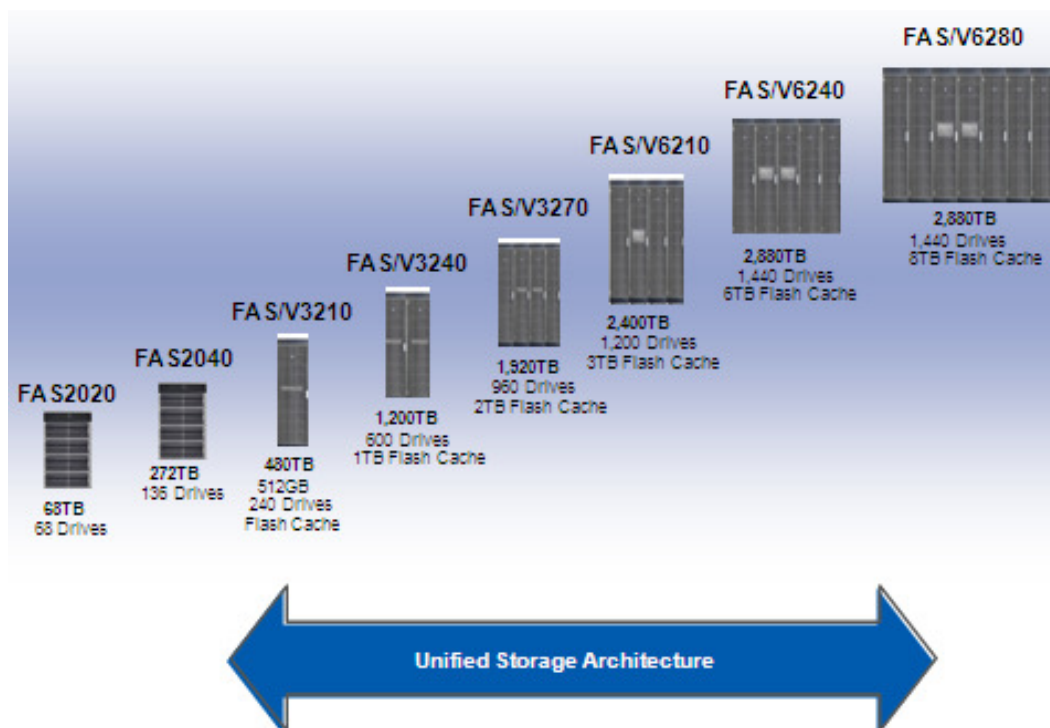 FAS2020
68TB
68 Drives
FAS2040
272TB
136 Drives
FAS/V3210
480TB
512GB
240 Drives
Flash Cache
FAS/V3240
1,200TB
600 Drives
1TB Flash Cache
FAS/V3270
1,920TB
960 Drives
2TB Flash Cache
FAS/V6210
2,400TB
1,200 Drives
3TB Flash Cache
FAS/V6240
2,880TB
1,440 Drives
6TB Flash Cache
FAS/V6280
2,880TB
1,440 Drives
8TB Flash Cache
Unified Storage Architecture